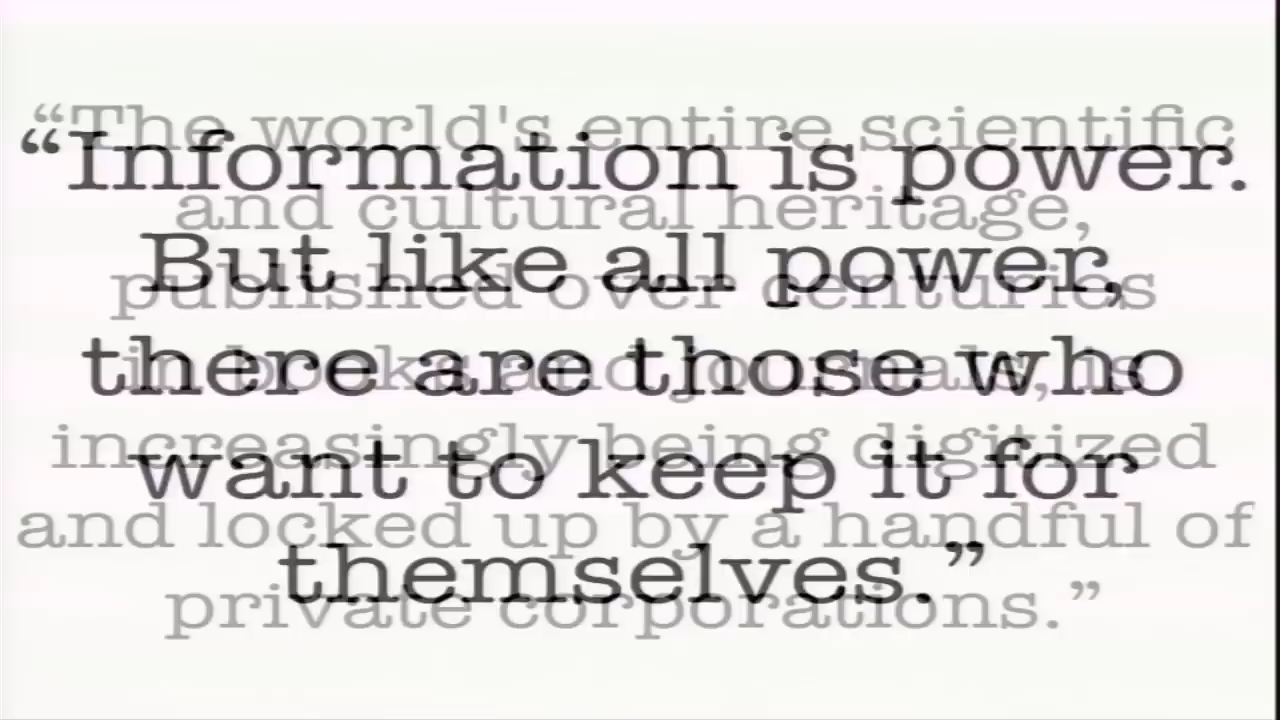 “Information is power.
But like all power,
there are those who
want to keep it for
themselves.”
“The world's entire scientific
and cultural heritage,
published over centuries
in books and journals, is
increasingly being digitized
and locked up by a handful of
private corporations.”